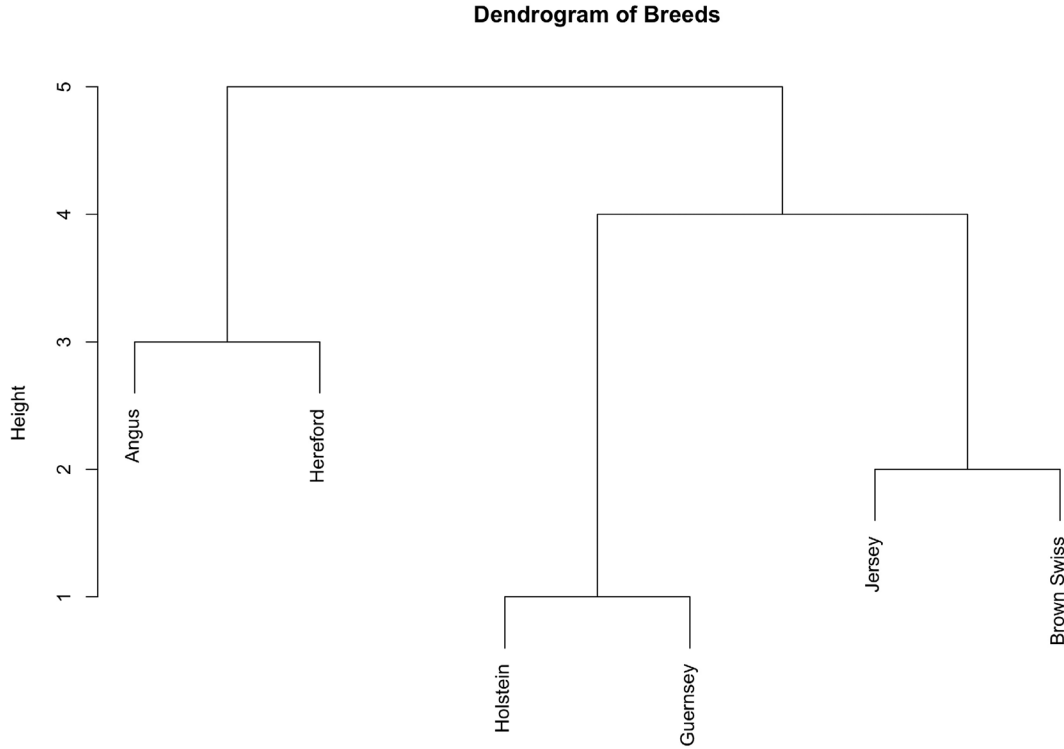 Dendrogram of Breeds
Height
5
4
3
2
1
Angus
Hereford
Holstein
Guernsey
Jersey
Brown Swiss